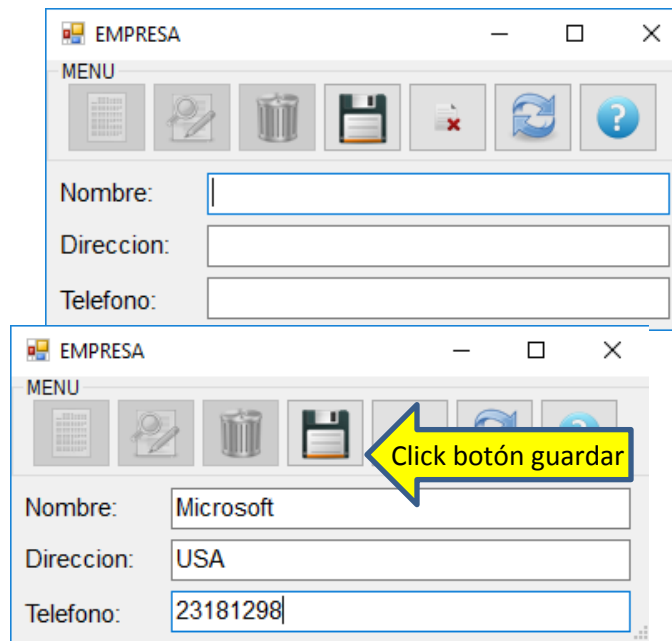 EMPRESA
MENU
?
Nombre:
Direccion:
Telefono:
EMPRESA
MENU
Click botón guardar
Nombre: Microsoft
Direccion: USA
Telefono: 23181298